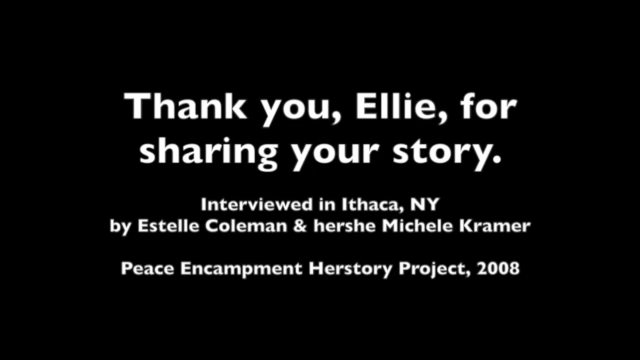 Thank you, Ellie, for
sharing your story.
Interviewed in Ithaca, NY
by Estelle Coleman & hershe Michele Kramer
Peace Encampment Herstory Project, 2008